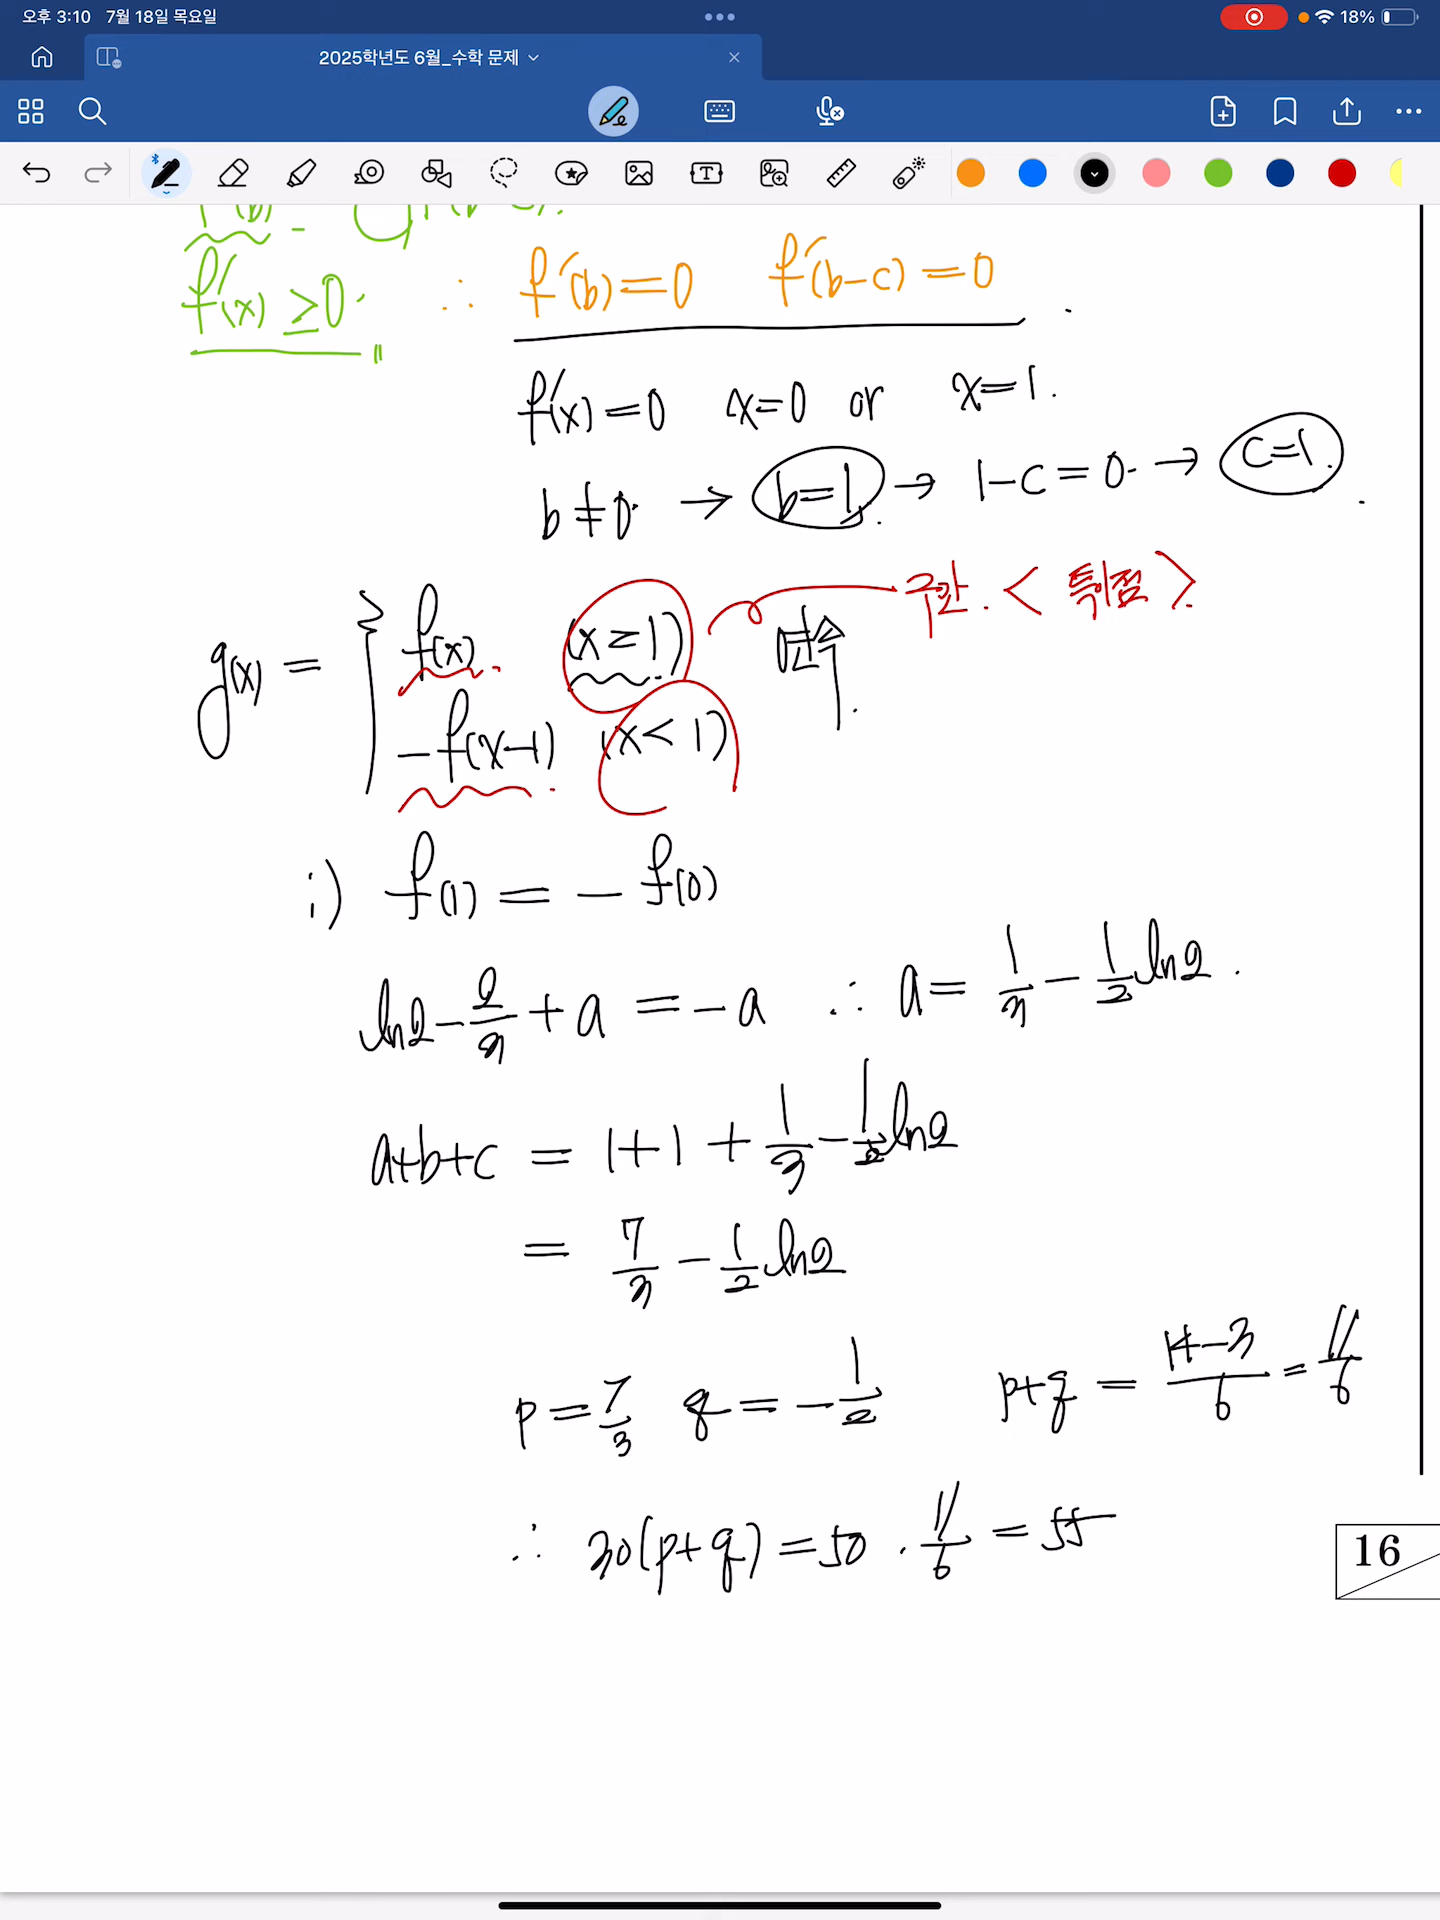 오후 3:10 7월 18일 목요일
18%
2025학년도 6월_수학 문제
f'(x) ≥ 0.
∴ f'(b) = 0 f'(b-c) = 0
f'(x) = 0 x = 0 or x = 1.
b ≠ 0. → b = 1. → 1-c = 0. → c = 1.
g(x) = { f(x) (x ≥ 1)
구간. < 특이점 >.
-f(x-1) (x < 1)
i) f(1) = -f(0)
ln2 - 2/3 + a = -a ∴ a = 1/3 - 1/2 ln2.
a+b+c = 1+1+ 1/3 - 1/2 ln2
= 7/3 - 1/2 ln2
p = 7/3 q = -1/2 p+q = 14-3/6 = 11/6
∴ 30(p+q) = 50 · 11/6 = 55
16